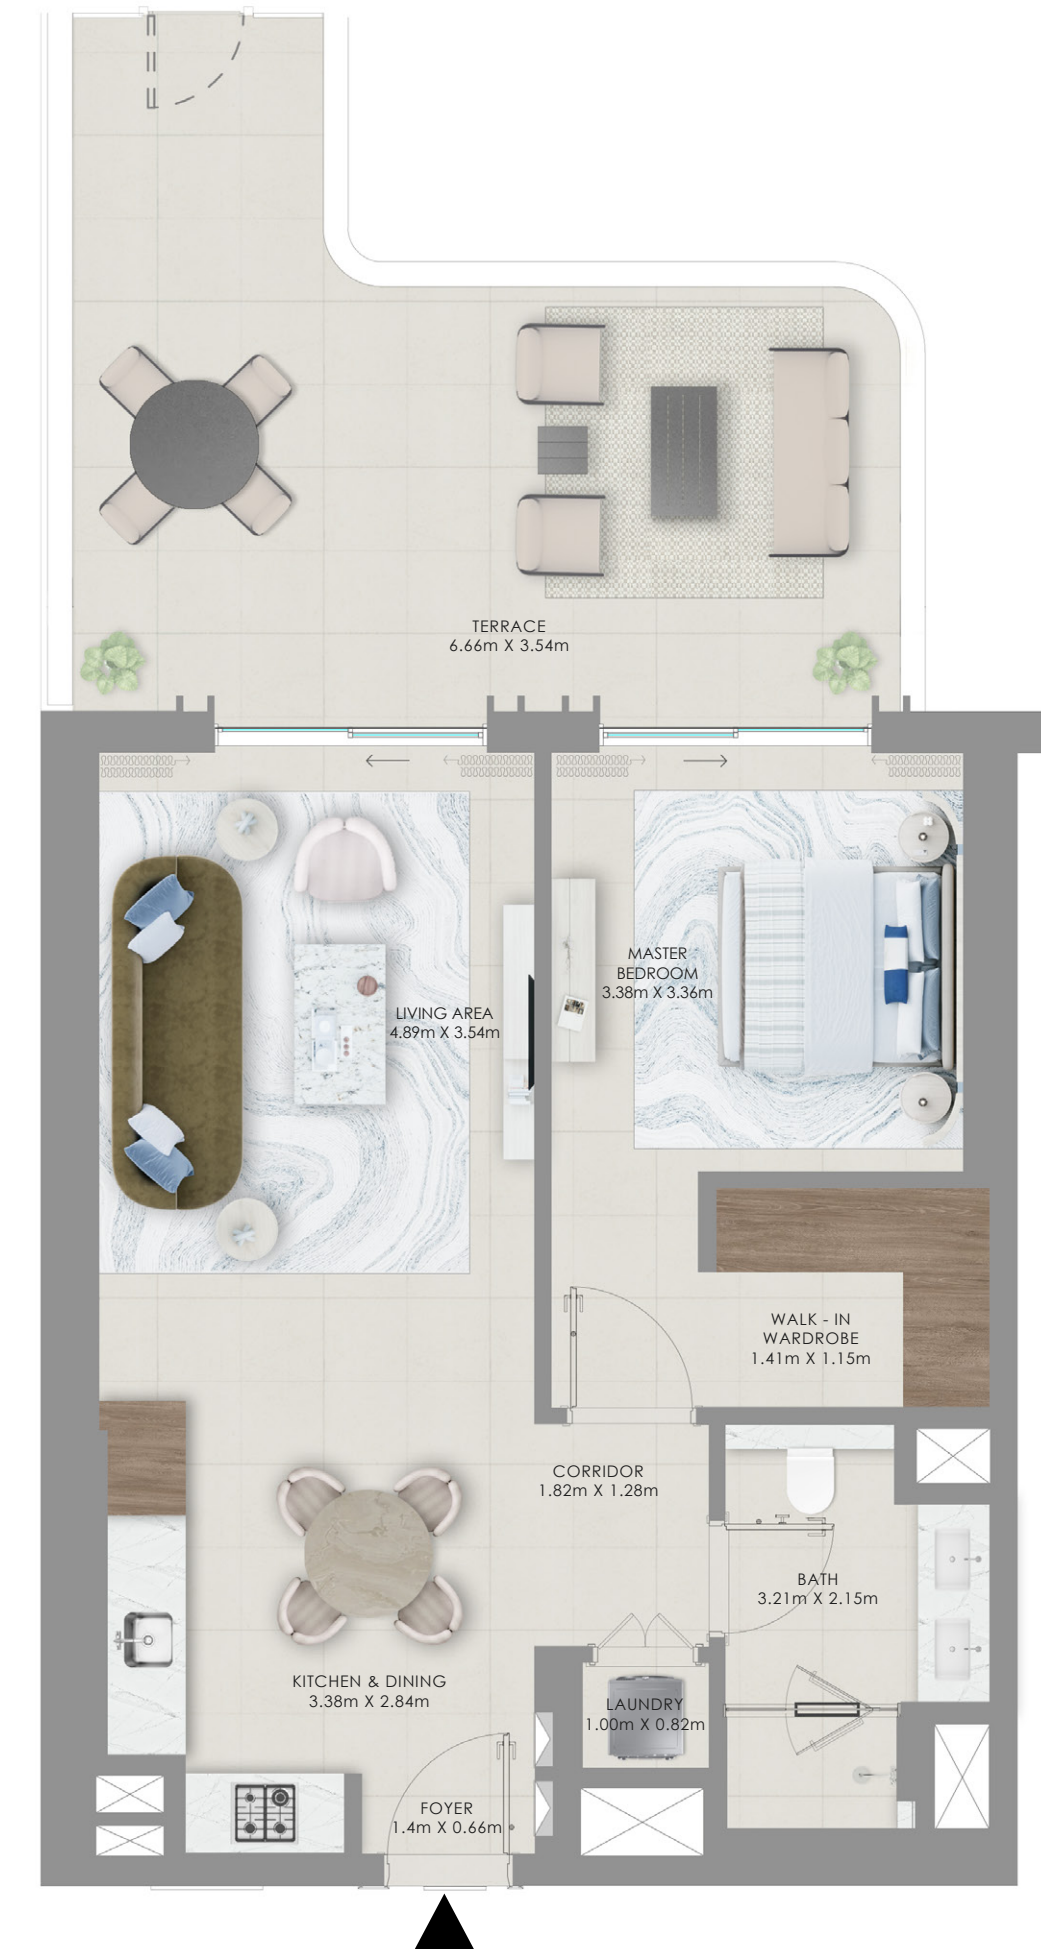 TERRACE
6.66m X 3.54m
MASTER
BEDROOM
3.38m X 3.36m
LIVING AREA
4.89m X 3.54m
WALK - IN
WARDROBE
1.41m X 1.15m
CORRIDOR
1.82m X 1.28m
BATH
3.21m X 2.15m
KITCHEN & DINING
3.38m X 2.84m
LAUNDRY
1.00m X 0.82m
FOYER
1.4m X 0.66m